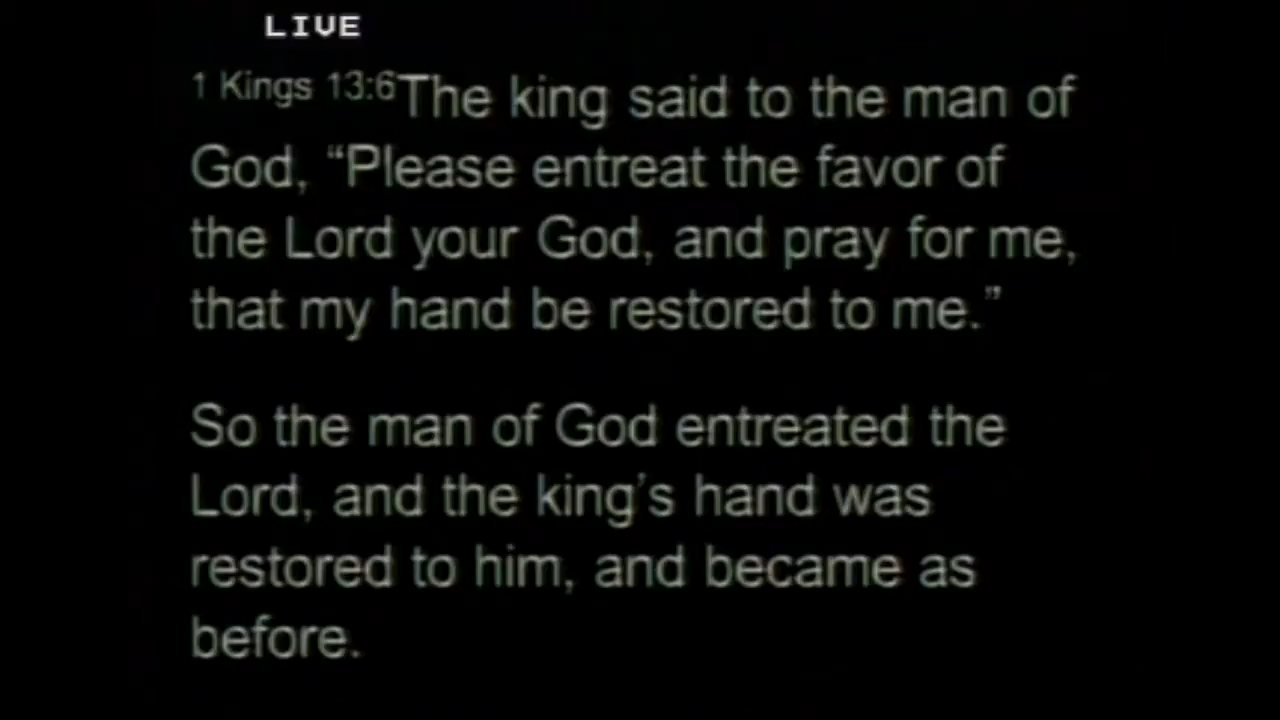 LIVE
1 Kings 13:6The king said to the man of
God, “Please entreat the favor of
the Lord your God, and pray for me,
that my hand be restored to me.”
So the man of God entreated the
Lord, and the king’s hand was
restored to him, and became as
before.